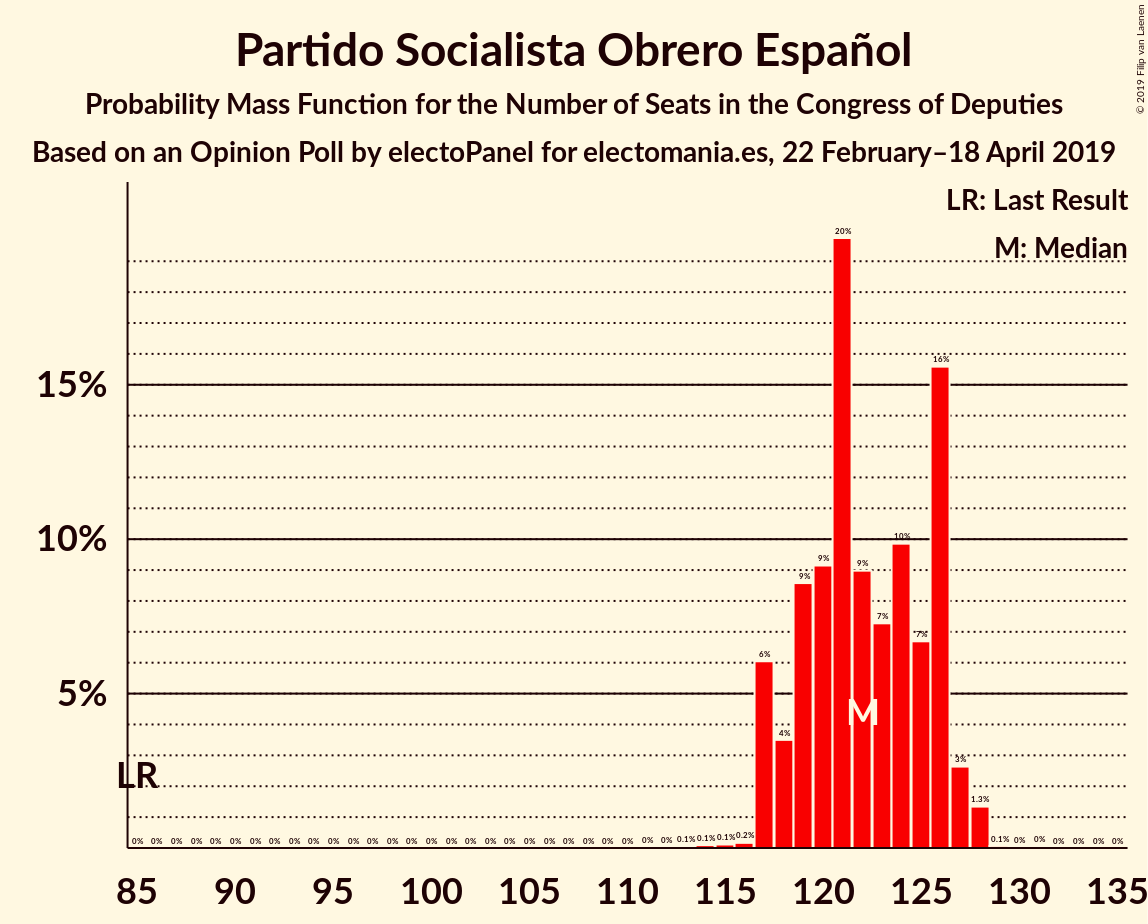 Partido Socialista Obrero Español
Probability Mass Function for the Number of Seats in the Congress of Deputies
Based on an Opinion Poll by electoPanel for electomania.es, 22 February–18 April 2019
© 2019 Filip van Laenen
LR: Last Result
M: Median
20%
16%
15%
10%
10%
9% 9% 9%
7% 7%
6%
5%
4%
M
3%
LR
1.3%
0% 0% 0% 0% 0% 0% 0% 0% 0% 0% 0% 0% 0% 0% 0% 0% 0% 0% 0% 0% 0% 0% 0% 0% 0% 0% 0% 0% 0.1% 0.1% 0.1% 0.2% 0.1% 0% 0% 0% 0% 0% 0%
85 90 95 100 105 110 115 120 125 130 135